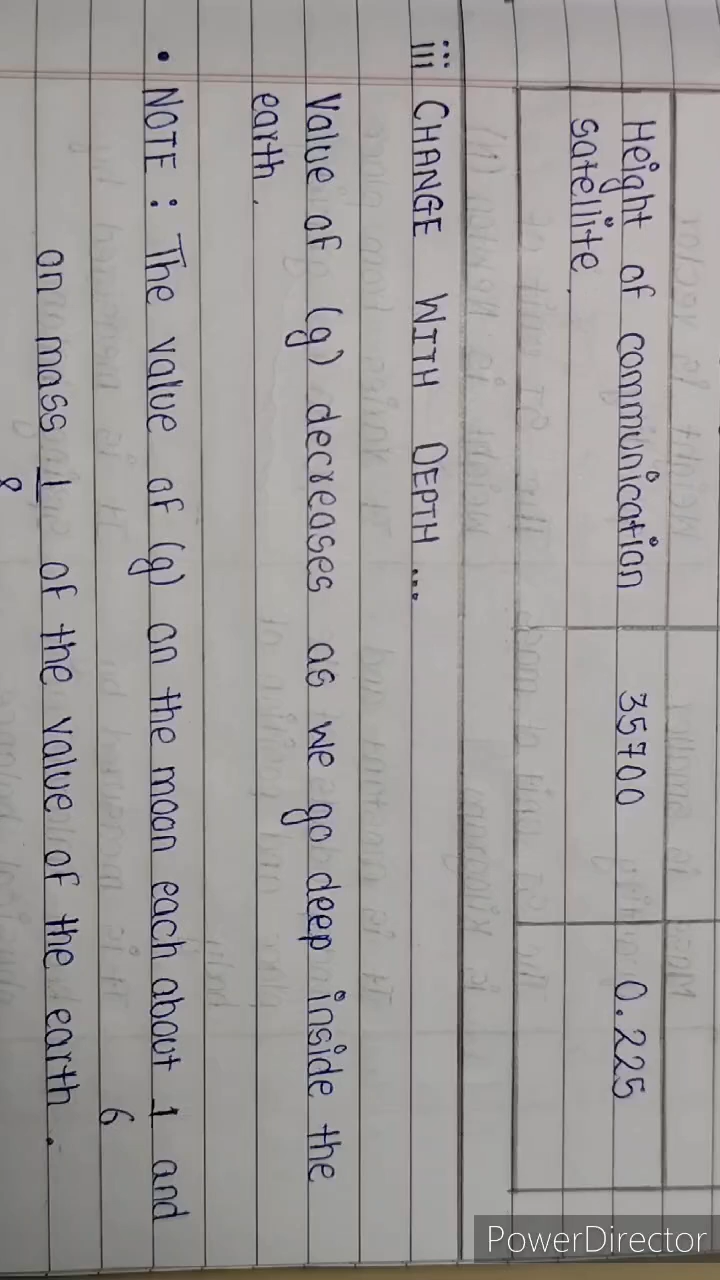 Height of communication 35700 0.225
satellite.
iii CHANGE WITH DEPTH ...
Value of (g) decreases as we go deep inside the
earth.
• NOTE : The value of (g) on the moon each about 1/6 and
on mass 1/8 of the value of the earth.
PowerDirector